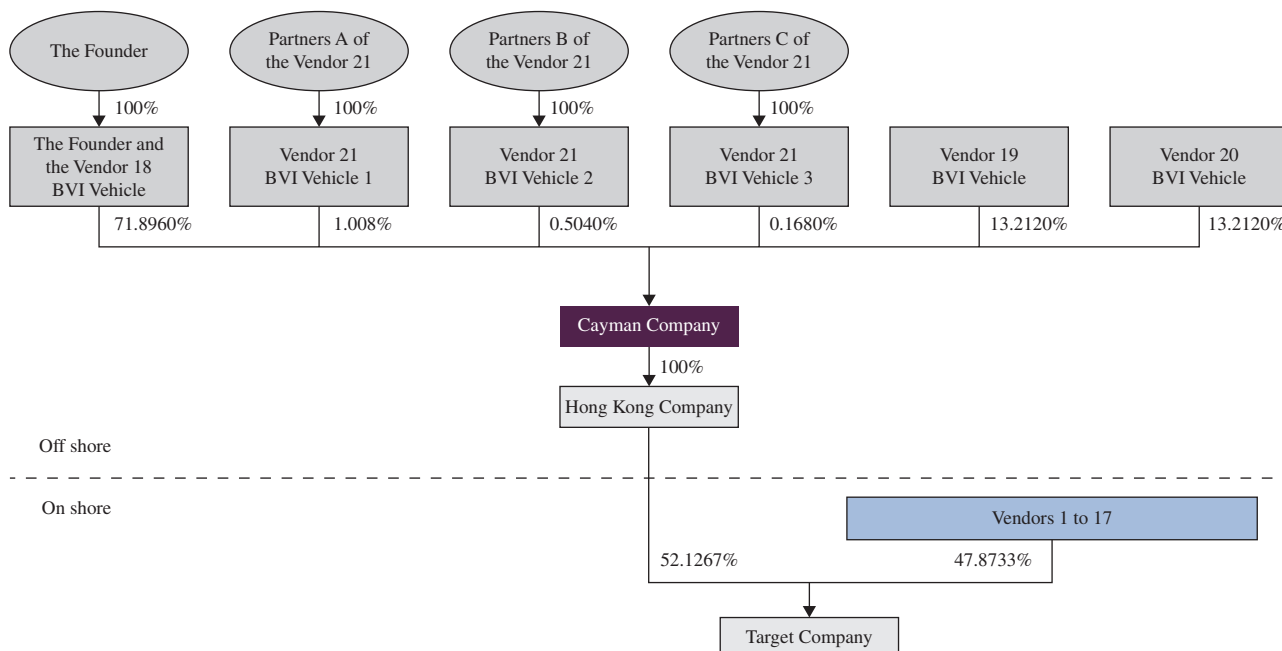 The Founder
Partners A of
the Vendor 21
Partners B of
the Vendor 21
Partners C of
the Vendor 21
100%
100%
100%
100%
The Founder and
the Vendor 18
BVI Vehicle
Vendor 21
BVI Vehicle 1
Vendor 21
BVI Vehicle 2
Vendor 21
BVI Vehicle 3
Vendor 19
BVI Vehicle
Vendor 20
BVI Vehicle
71.8960%
1.008%
0.5040%
0.1680%
13.2120%
13.2120%
Cayman Company
100%
Hong Kong Company
Off shore
On shore
Vendors 1 to 17
52.1267%
47.8733%
Target Company